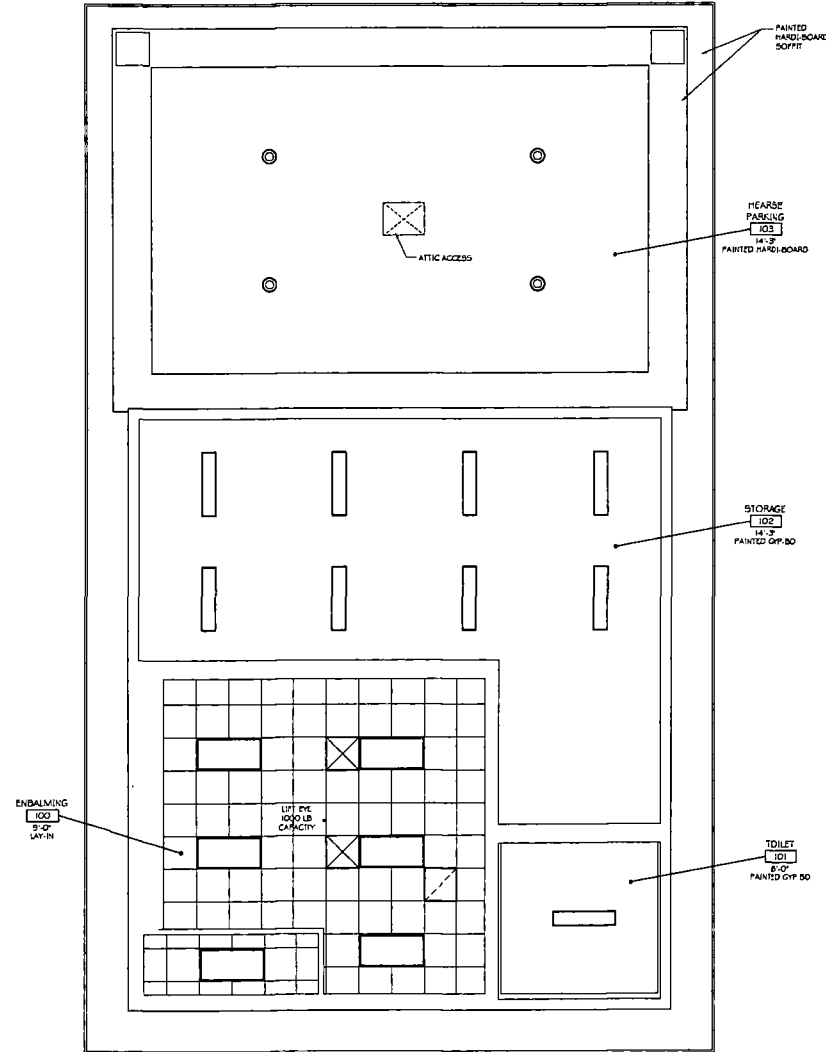 PAINTED
HARDI-BOARD
SOFFIT
HEARSE
PARKING
103
14'-3"
PAINTED HARDI-BOARD
ATTIC ACCESS
STORAGE
102
14'-3"
PAINTED GYP-BD
ENBALMING
100
9'-0"
LAY-IN
LIFT EYE
1000 LB
CAPACITY
TOILET
101
8'-0"
PAINTED GYP BD